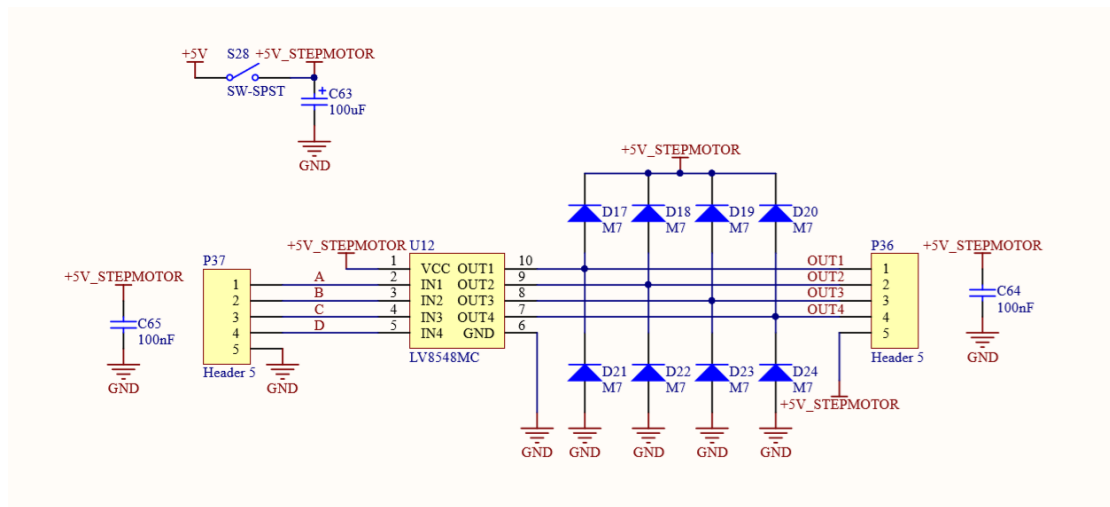 +5V
S28
+5V_STEPMOTOR
SW-SPST
C63
100uF
GND
+5V_STEPMOTOR
D17
M7
D18
M7
D19
M7
D20
M7
+5V_STEPMOTOR
C65
100nF
GND
P37
1
2
3
4
5
Header 5
GND
A
B
C
D
+5V_STEPMOTOR
U12
1 VCC OUT1 10
2 IN1 OUT2 9
3 IN2 OUT3 8
4 IN3 OUT4 7
5 IN4 GND 6
LV8548MC
GND
D21
M7
D22
M7
D23
M7
D24
M7
GND
GND
GND
GND
OUT1
OUT2
OUT3
OUT4
P36
1
2
3
4
5
Header 5
+5V_STEPMOTOR
+5V_STEPMOTOR
C64
100nF
GND